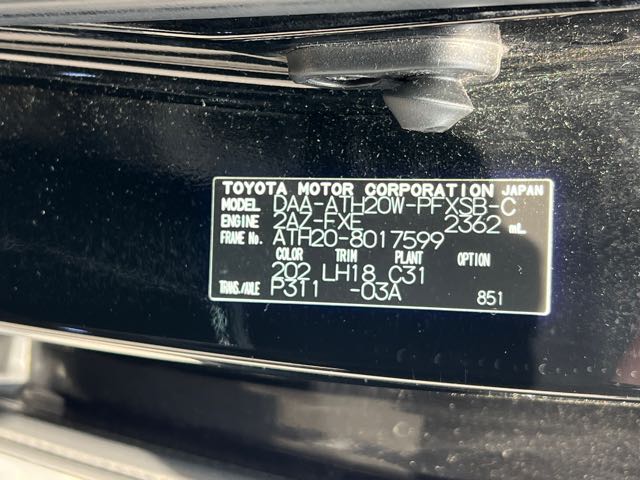 TOYOTA MOTOR CORPORATION JAPAN
MODEL DAA-ATH20W-PFXSB-C
ENGINE 2AZ-FXE 2362 mL
FRAME No. ATH20-8017599
COLOR TRIM PLANT OPTION
202 LH18 C31
TRANS./AXLE P3T1 -03A 851